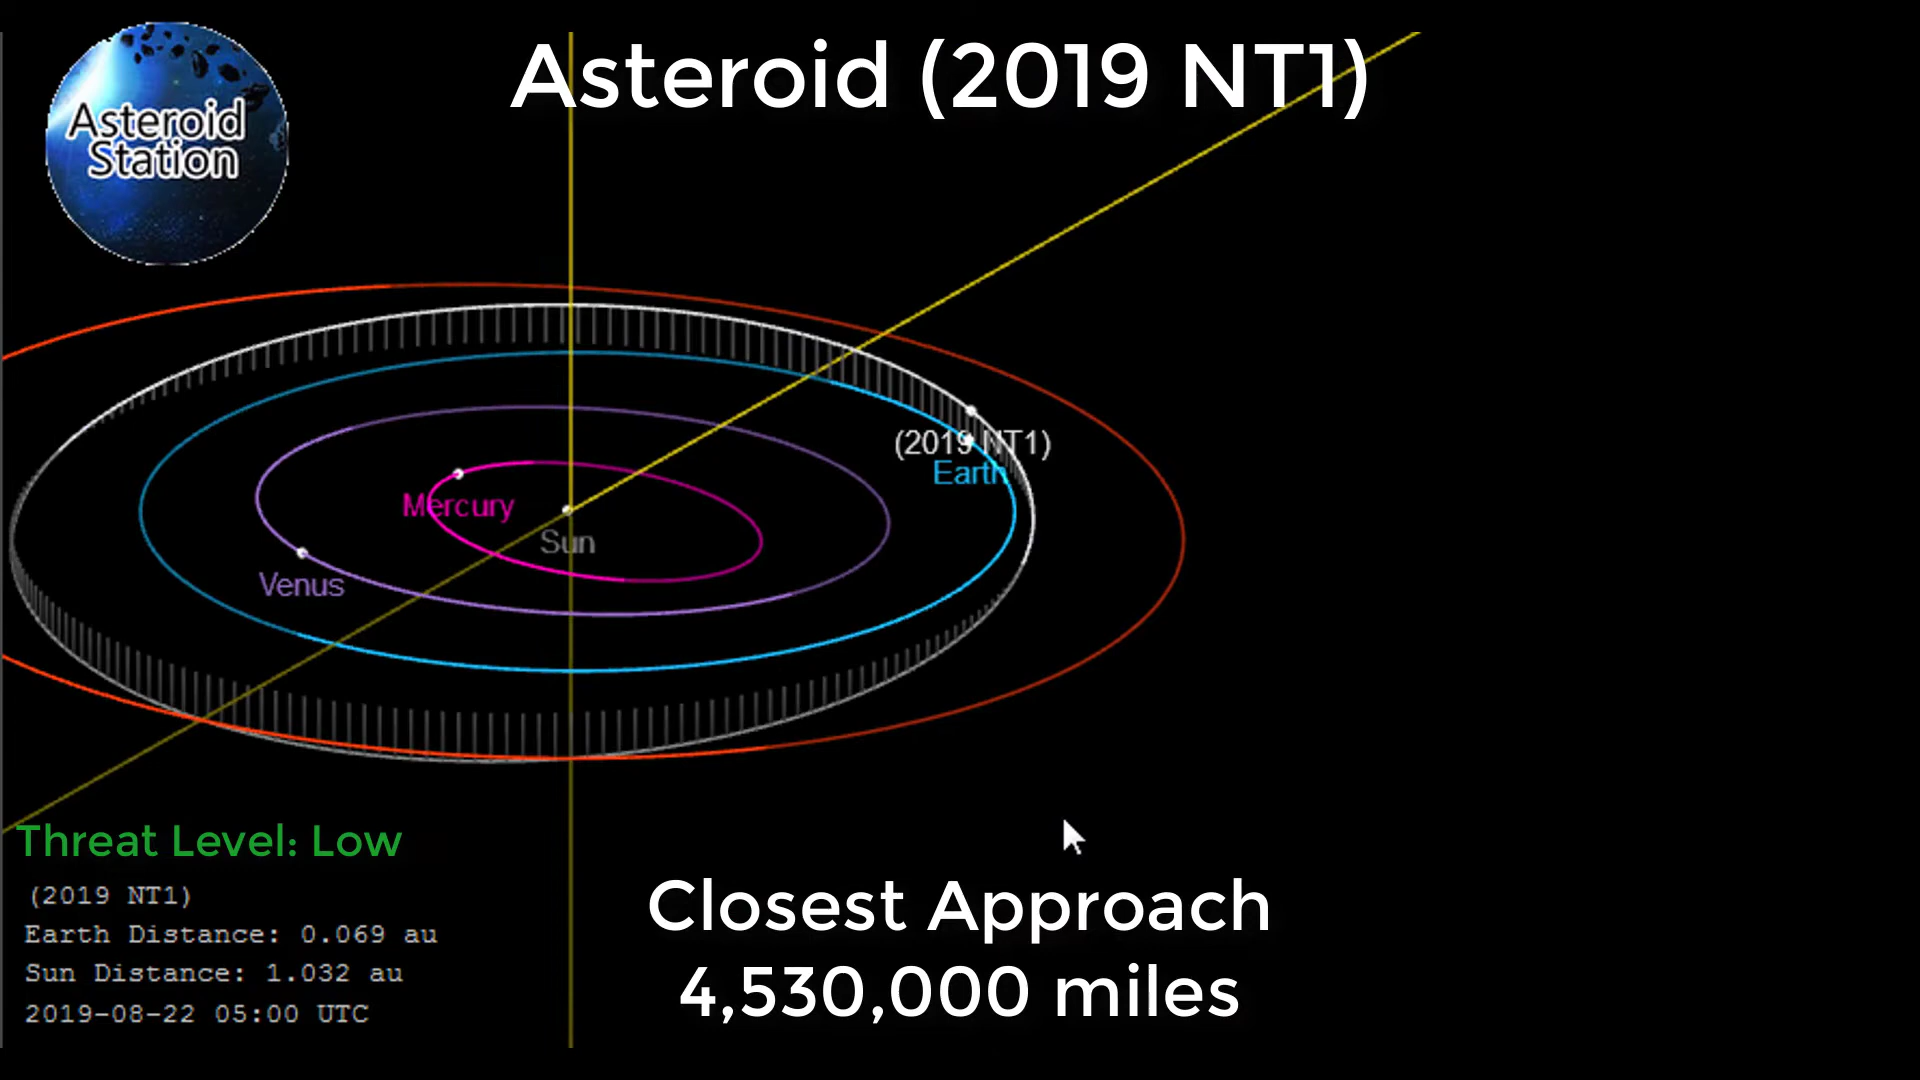 Asteroid (2019 NT1)
Asteroid
Station
(2019 NT1)
Earth
Mercury
Sun
Venus
Threat Level: Low
(2019 NT1)
Earth Distance: 0.069 au
Sun Distance: 1.032 au
2019-08-22 05:00 UTC
Closest Approach
4,530,000 miles